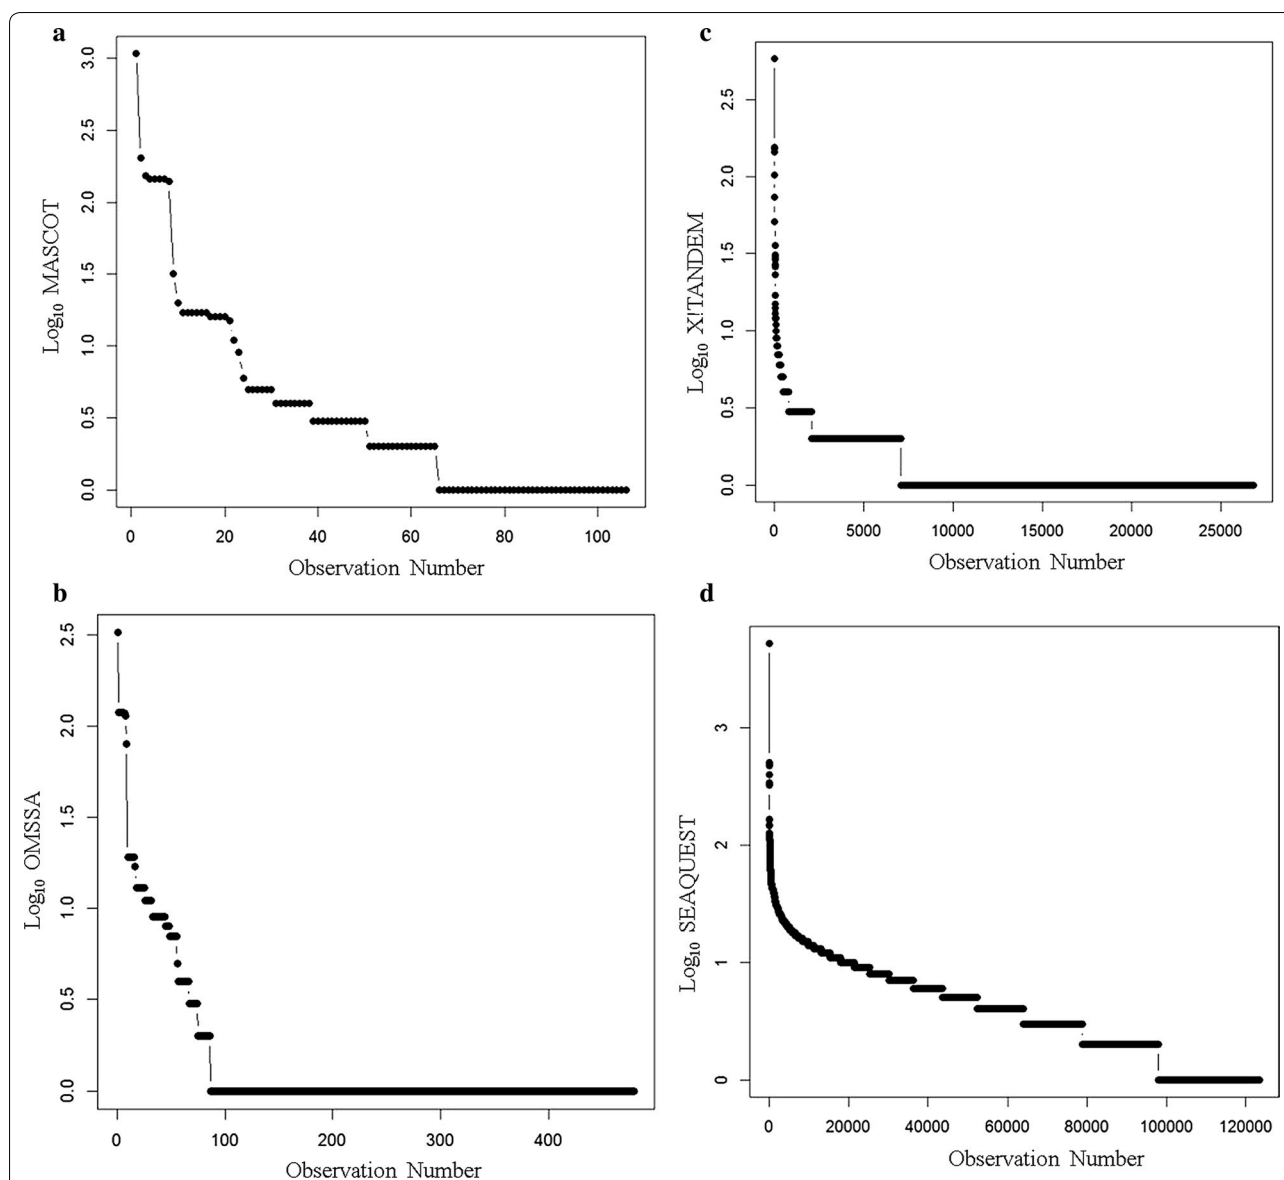 a
3.0
2.5
2.0
1.5
1.0
0.5
0.0
Log10 MASCOT
0 20 40 60 80 100
Observation Number
b
2.5
2.0
1.5
1.0
0.5
0.0
Log10 OMSSA
0 100 200 300 400
Observation Number
c
2.5
2.0
1.5
1.0
0.5
0.0
Log10 X!TANDEM
0 5000 10000 15000 20000 25000
Observation Number
d
3
2
1
0
Log10 SEAQUEST
0 20000 40000 60000 80000 100000 120000
Observation Number